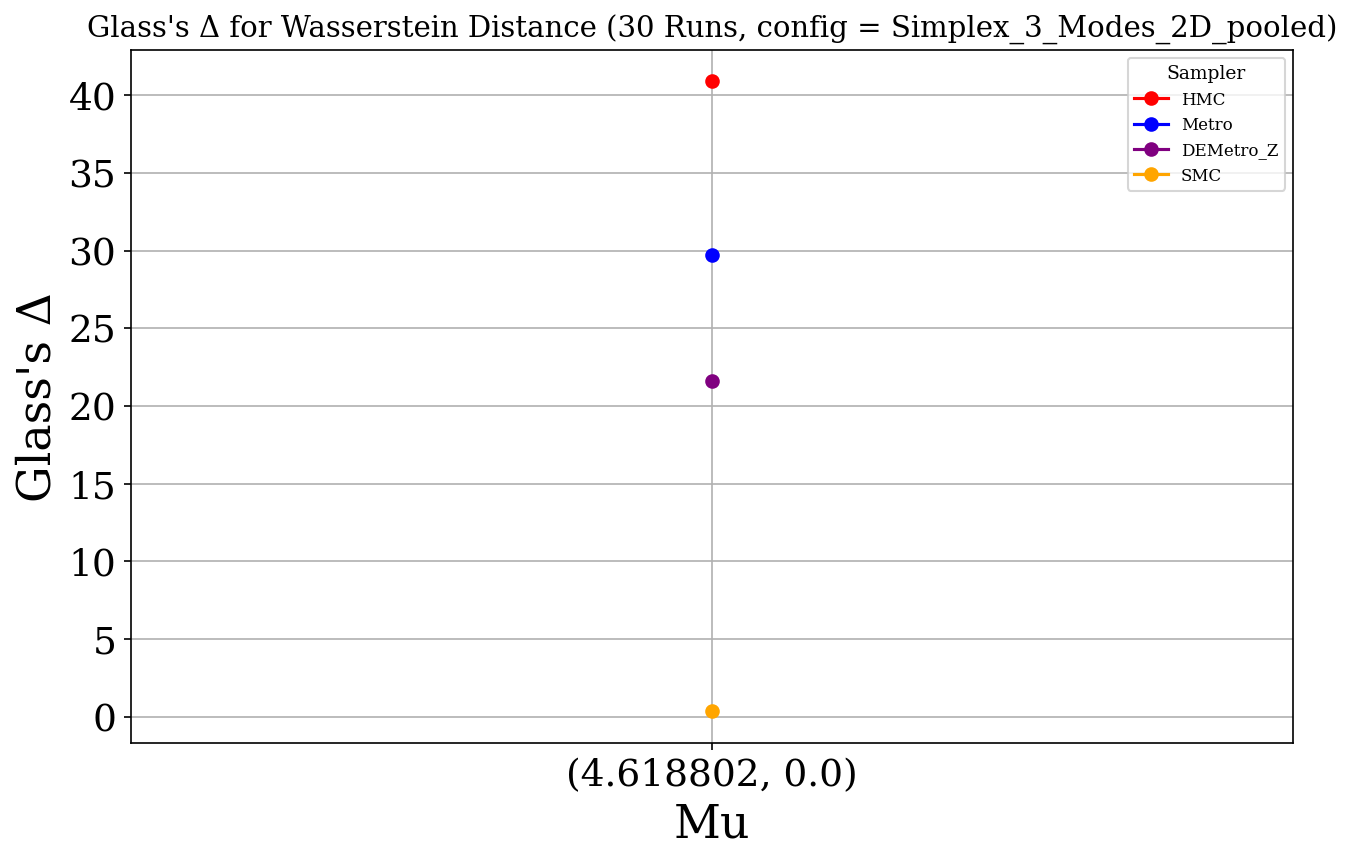 Glass's Δ for Wasserstein Distance (30 Runs, config = Simplex_3_Modes_2D_pooled)
Sampler
HMC
Metro
DEMetro_Z
SMC
Glass's Δ
40
35
30
25
20
15
10
5
0
(4.618802, 0.0)
Mu